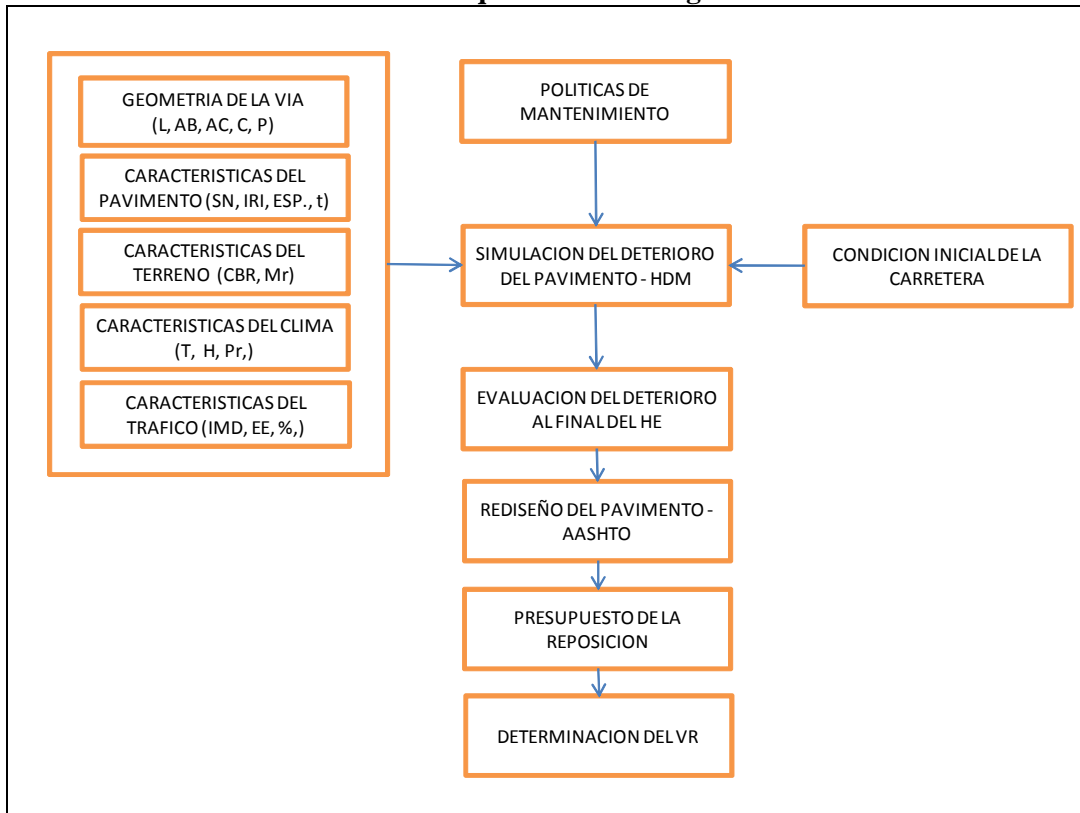 GEOMETRIA DE LA VIA
(L, AB, AC, C, P)
CARACTERISTICAS DEL
PAVIMENTO (SN, IRI, ESP., t)
CARACTERISTICAS DEL
TERRENO (CBR, Mr)
CARACTERISTICAS DEL CLIMA
(T, H, Pr,)
CARACTERISTICAS DEL
TRAFICO (IMD, EE, %,)
POLITICAS DE
MANTENIMIENTO
SIMULACION DEL DETERIORO
DEL PAVIMENTO - HDM
CONDICION INICIAL DE LA
CARRETERA
EVALUACION DEL DETERIORO
AL FINAL DEL HE
REDISEÑO DEL PAVIMENTO -
AASHTO
PRESUPUESTO DE LA
REPOSICION
DETERMINACION DEL VR